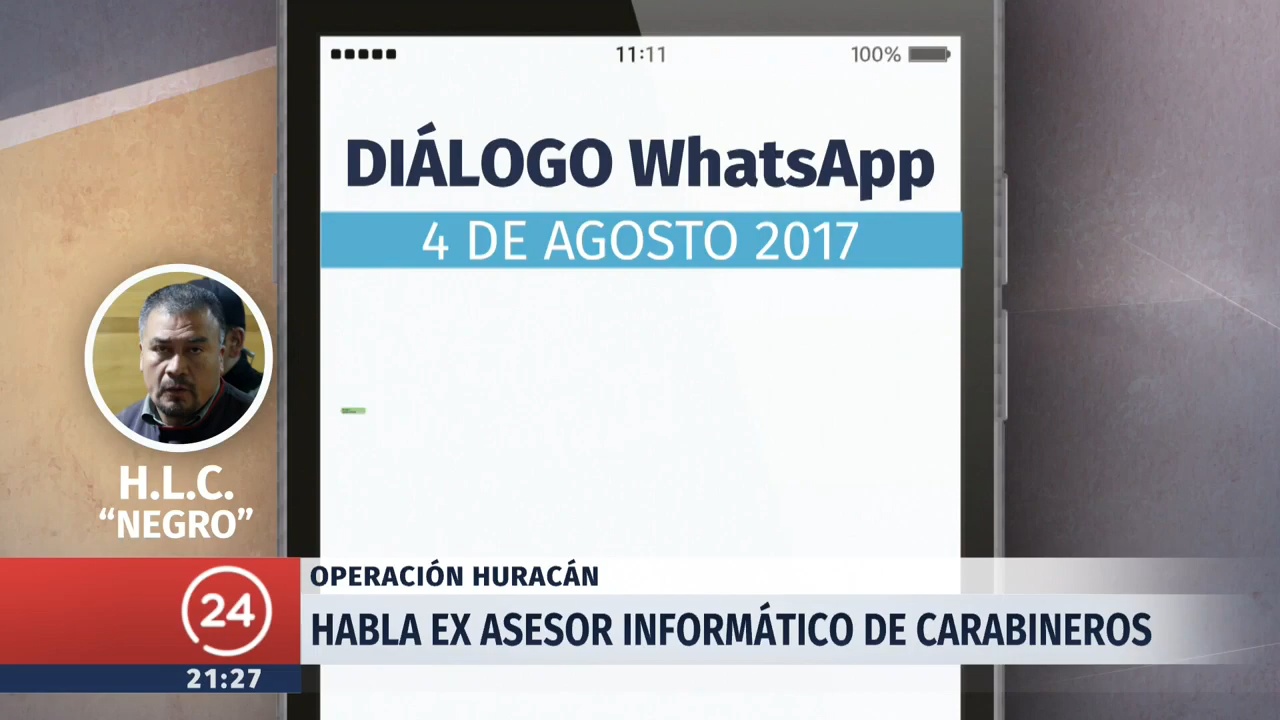 11:11
100%
DIÁLOGO WhatsApp
4 DE AGOSTO 2017
H.L.C.
“NEGRO”
OPERACIÓN HURACÁN
24
HABLA EX ASESOR INFORMÁTICO DE CARABINEROS
21:27